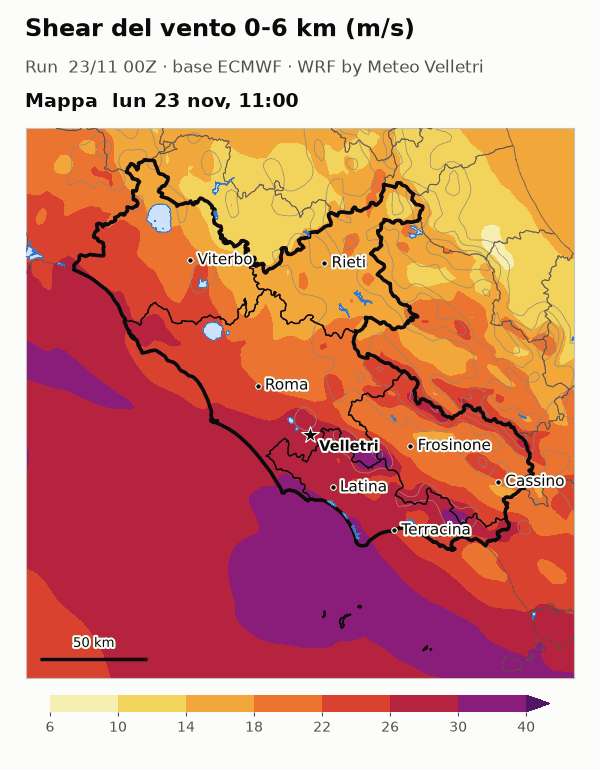 Shear del vento 0-6 km (m/s)
Run  23/11 00Z · base ECMWF · WRF by Meteo Velletri
Mappa  lun 23 nov, 11:00
Viterbo
Rieti
Roma
Velletri
Frosinone
Latina
Cassino
Terracina
50 km
6 10 14 18 22 26 30 40